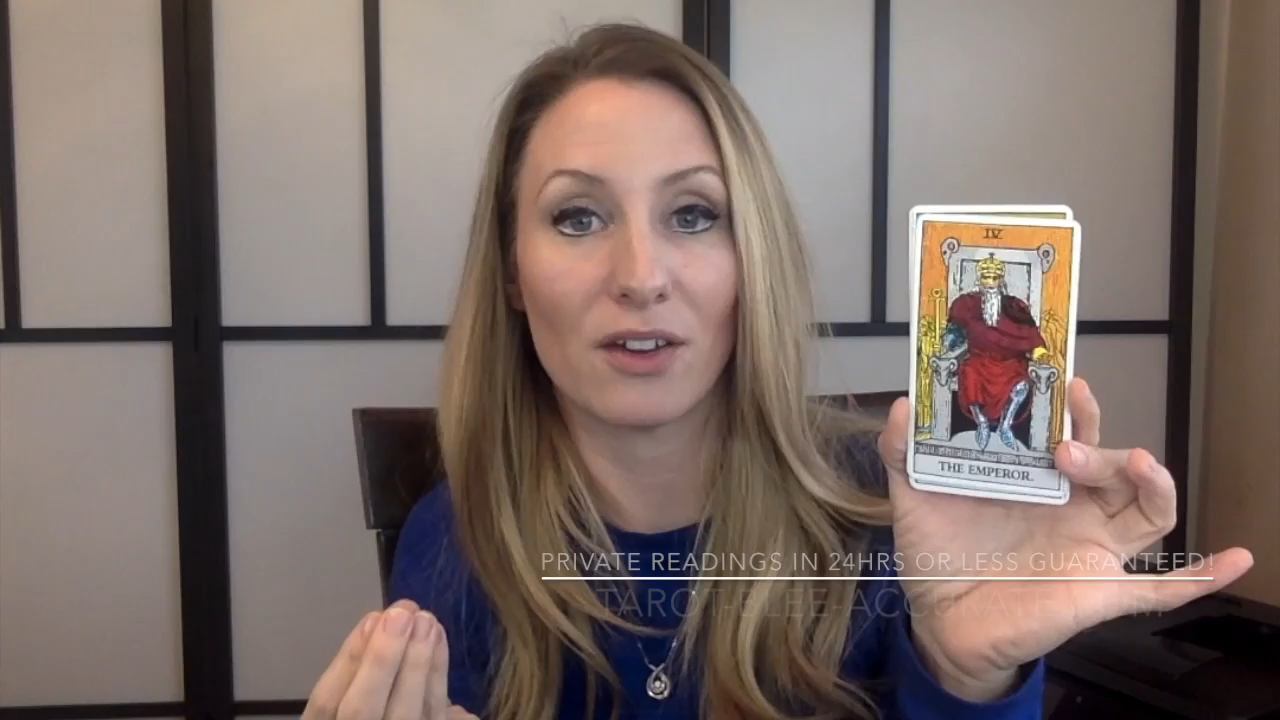 IV
THE EMPEROR.
PRIVATE READINGS IN 24HRS OR LESS GUARANTEED!